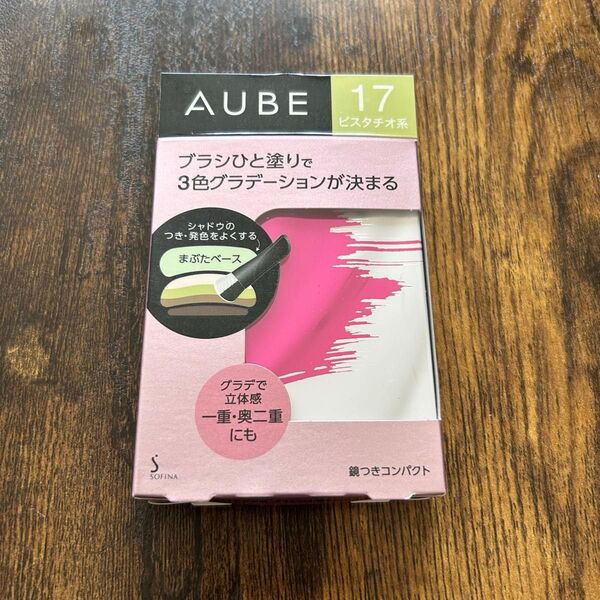 AUBE
17
ピスタチオ系
ブラシひと塗りで
3色グラデーションが決まる
シャドウの
つき・発色をよくする
まぶたベース
グラデで
立体感
一重・奥二重
にも
SOFINA
鏡つきコンパクト